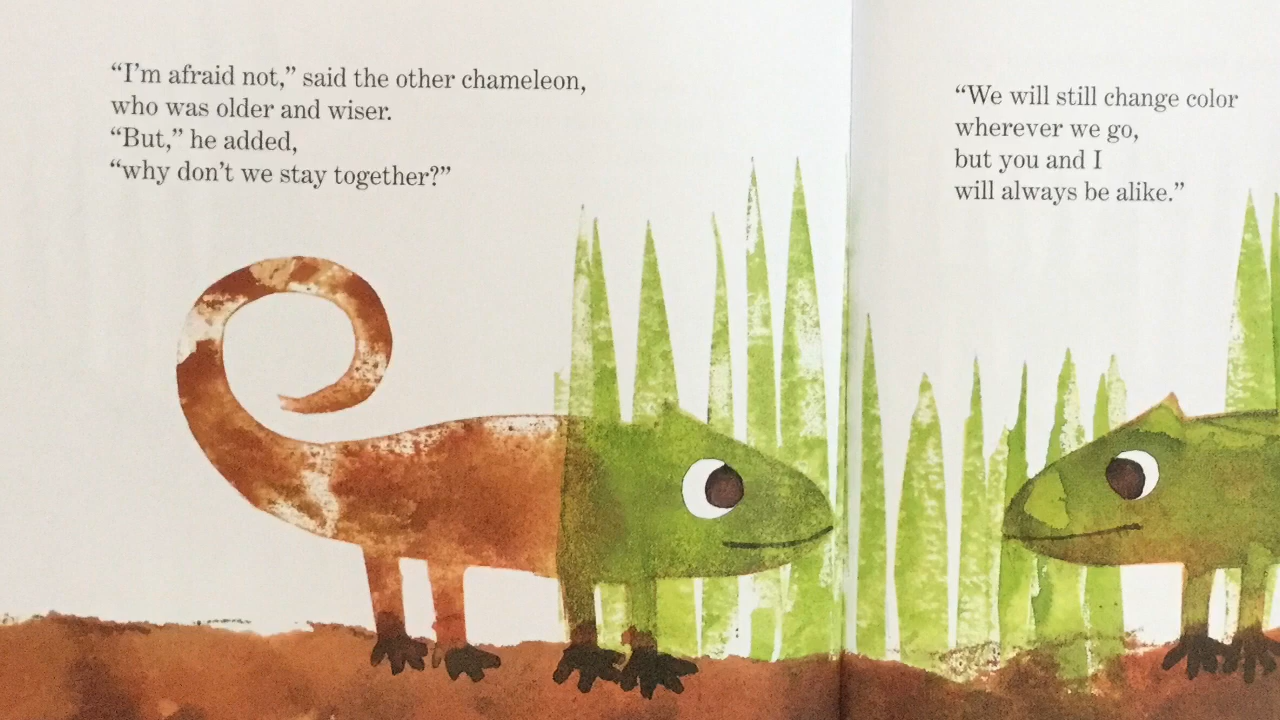 “I’m afraid not,” said the other chameleon,
who was older and wiser.
“But,” he added,
“why don’t we stay together?”
“We will still change color
wherever we go,
but you and I
will always be alike.”